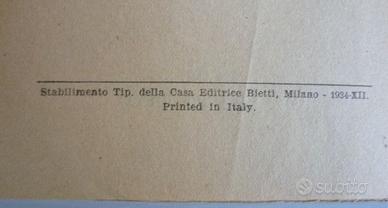 Stabilimento Tip. della Casa Editrice Bietti, Milano - 1934-XII.
Printed in Italy.
subito